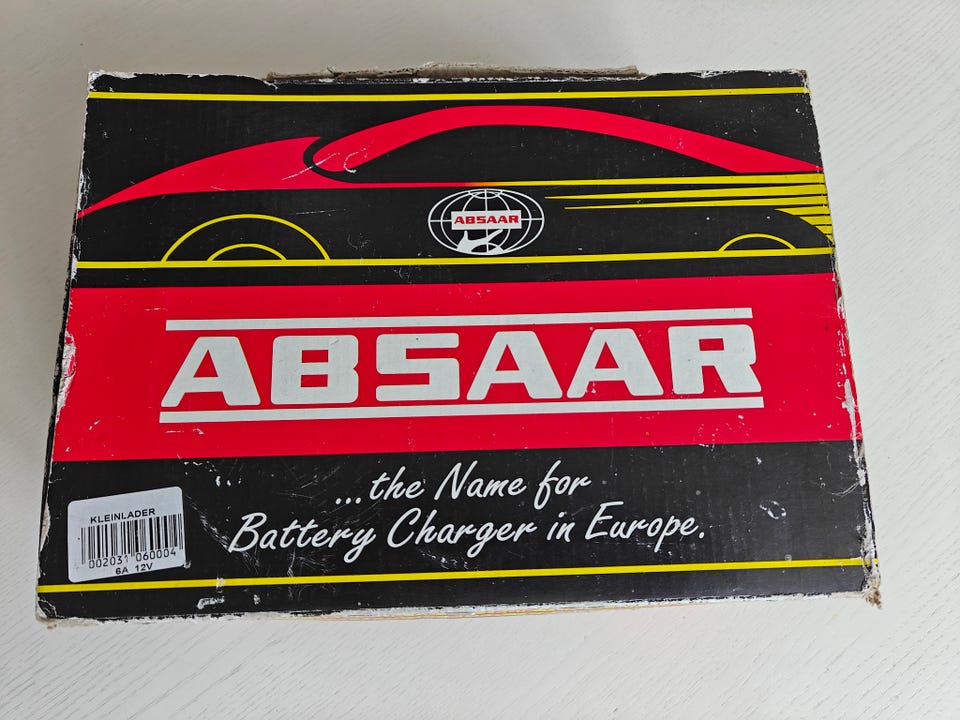 ABSAAR
ABSAAR
...the Name for
Battery Charger in Europe.
KLEINLADER
002031 060004
6A 12V